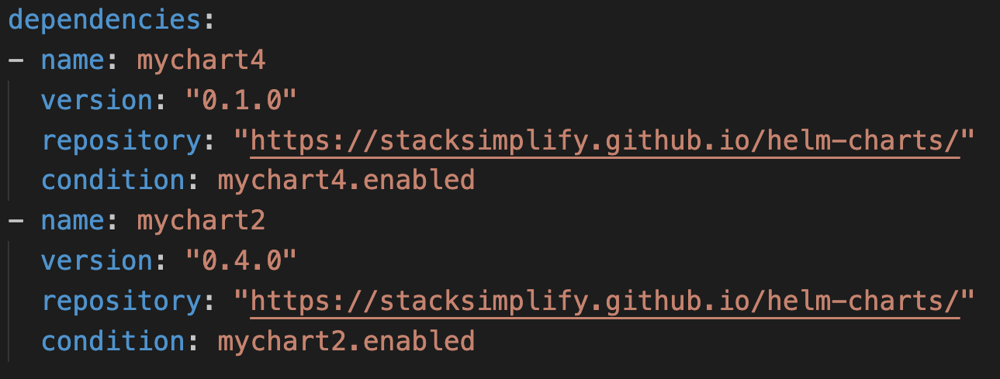 dependencies:
- name: mychart4
  version: "0.1.0"
  repository: "https://stacksimplify.github.io/helm-charts/"
  condition: mychart4.enabled
- name: mychart2
  version: "0.4.0"
  repository: "https://stacksimplify.github.io/helm-charts/"
  condition: mychart2.enabled